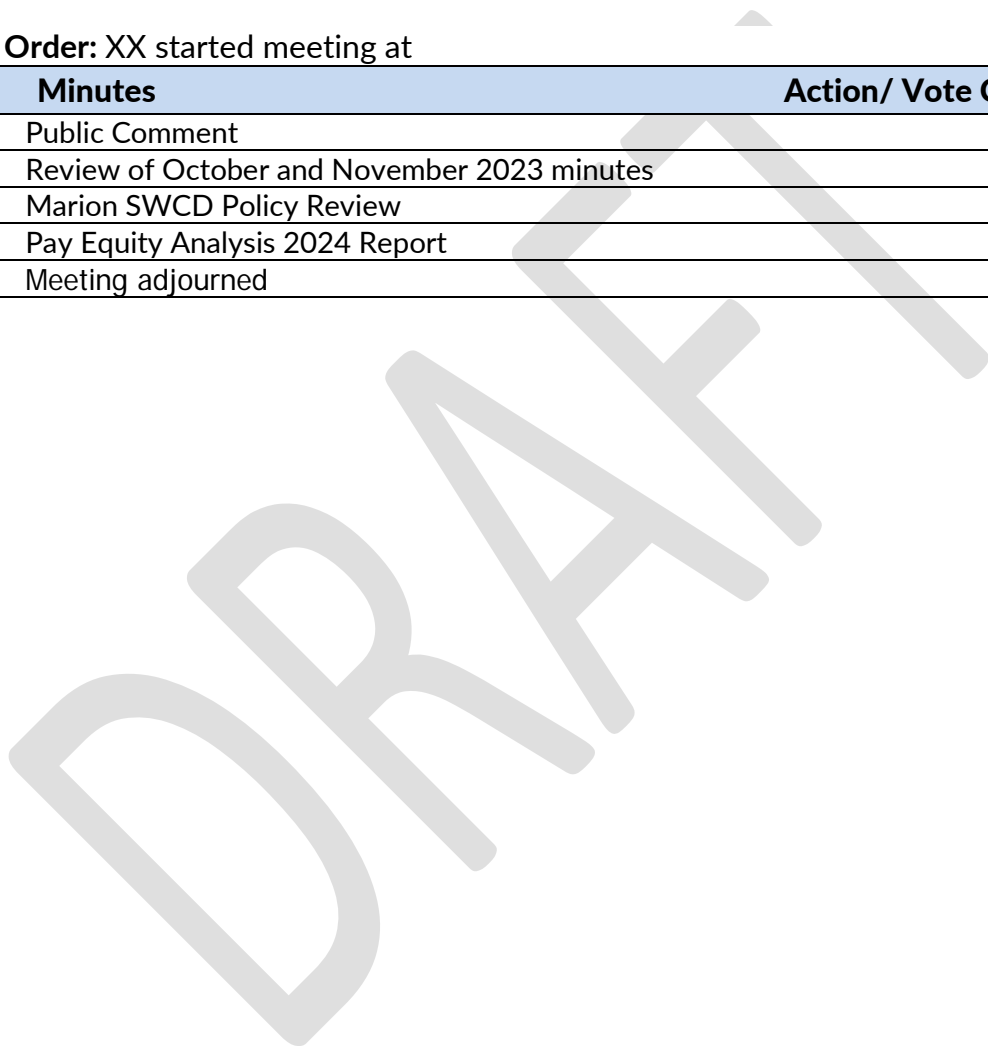 Order: XX started meeting at
Minutes Action/ Vote
Public Comment
Review of October and November 2023 minutes
Marion SWCD Policy Review
Pay Equity Analysis 2024 Report
Meeting adjourned
DRAFT